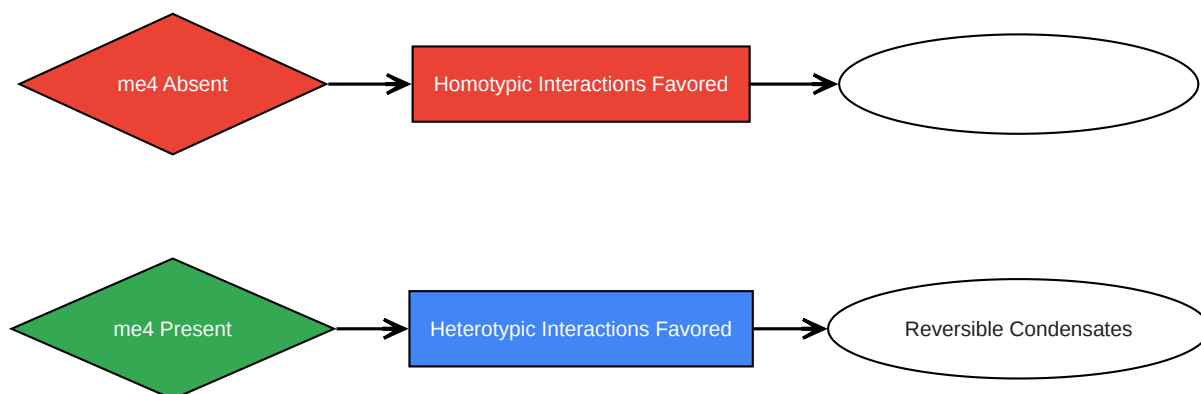 me4 Absent
Homotypic Interactions Favored
me4 Present
Heterotypic Interactions Favored
Reversible Condensates